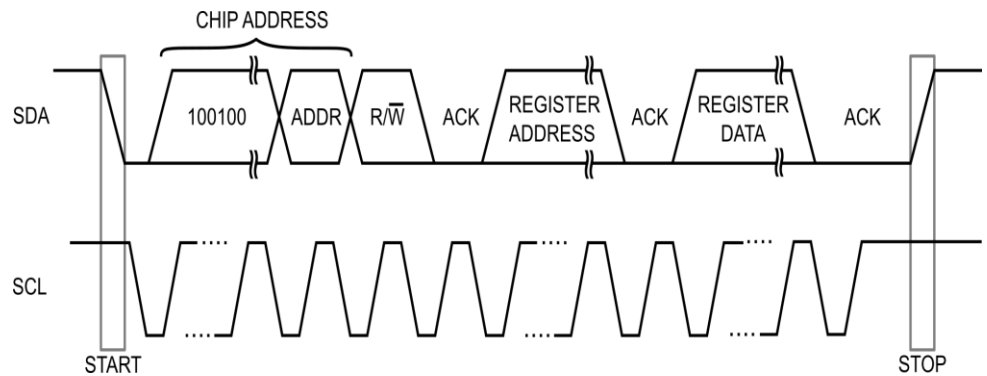 CHIP ADDRESS
SDA
100100
ADDR
R/W̅
ACK
REGISTER
ADDRESS
ACK
REGISTER
DATA
ACK
SCL
START
STOP